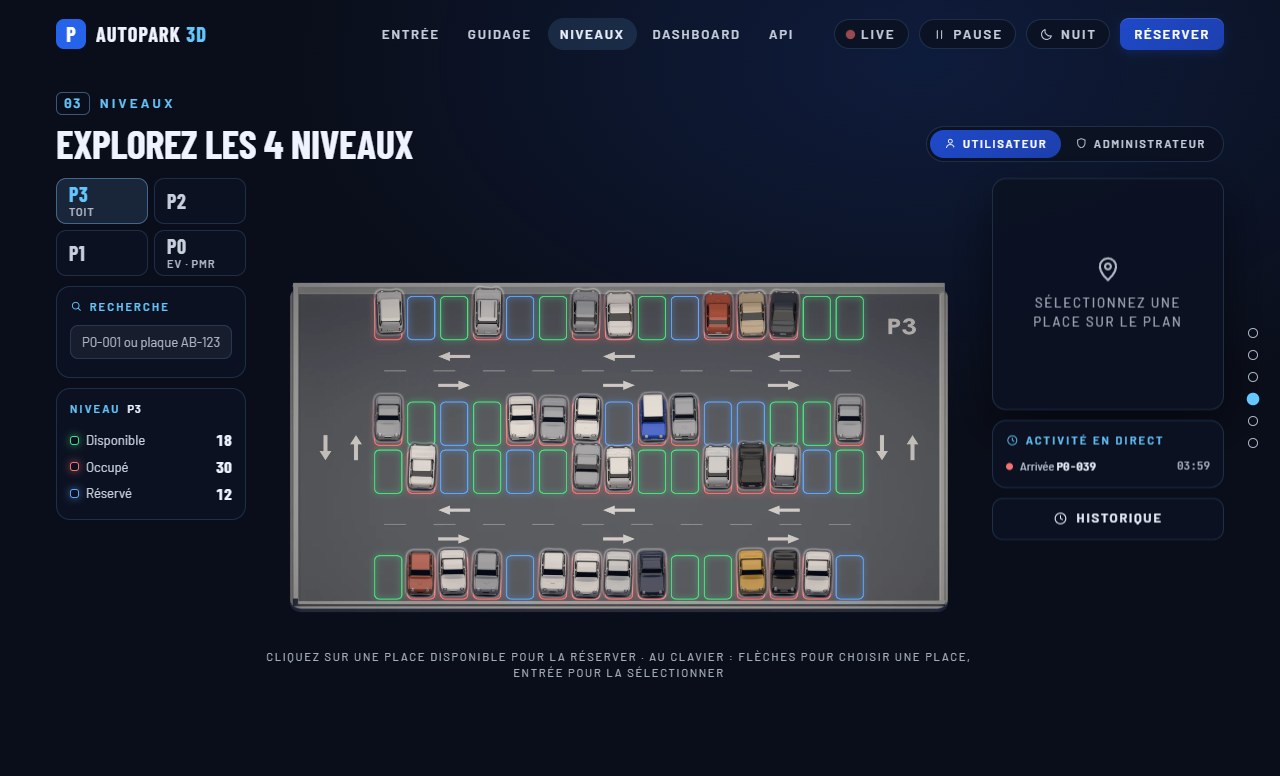 P AUTOPARK 3D
ENTRÉE GUIDAGE NIVEAUX DASHBOARD API
LIVE PAUSE NUIT RÉSERVER
03 NIVEAUX
EXPLOREZ LES 4 NIVEAUX
UTILISATEUR ADMINISTRATEUR
P3
TOIT
P2
P1
P0
EV · PMR
RECHERCHE
P0-001 ou plaque AB-123
NIVEAU P3
Disponible 18
Occupé 30
Réservé 12
P3
SÉLECTIONNEZ UNE
PLACE SUR LE PLAN
ACTIVITÉ EN DIRECT
Arrivée P0-039 03:59
HISTORIQUE
CLIQUEZ SUR UNE PLACE DISPONIBLE POUR LA RÉSERVER · AU CLAVIER : FLÈCHES POUR CHOISIR UNE PLACE,
ENTRÉE POUR LA SÉLECTIONNER